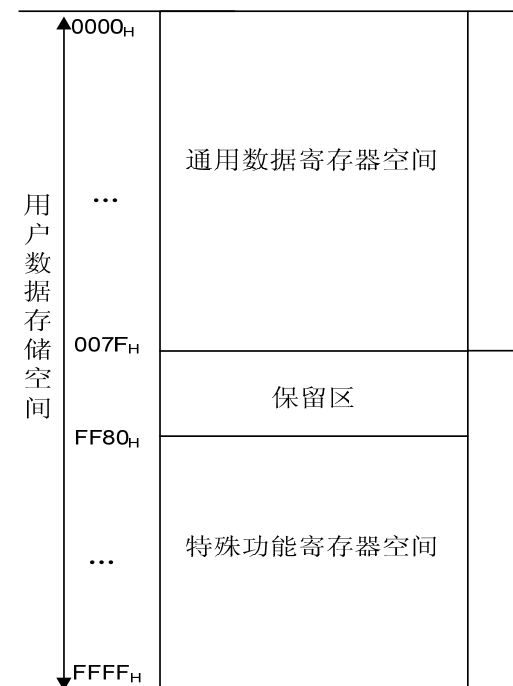 0000H
通用数据寄存器空间
...
用户数据存储空间
007FH
保留区
FF80H
特殊功能寄存器空间
...
FFFFH